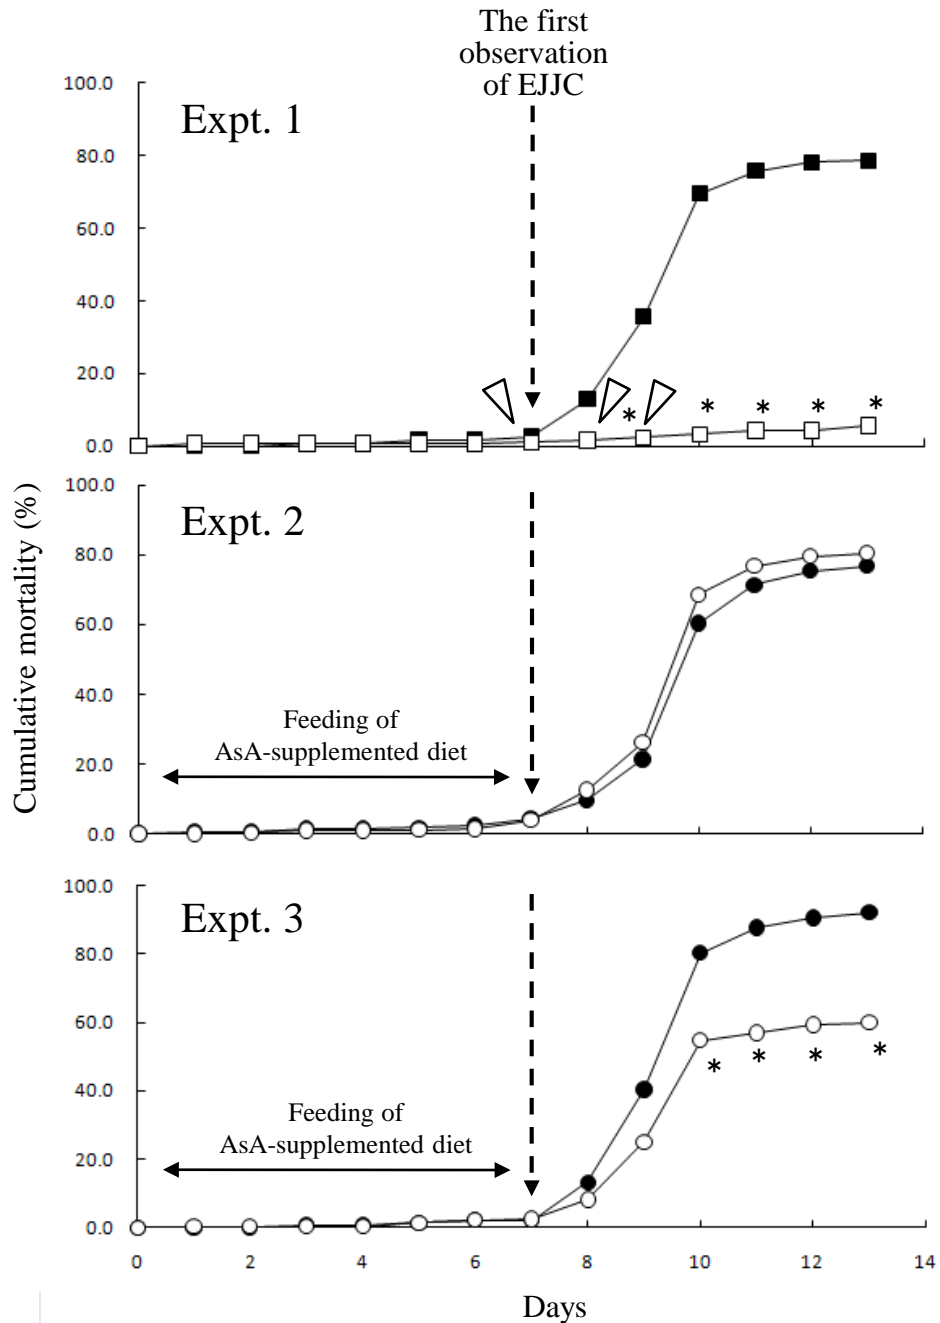 The first
observation
of EJJC
100.0
Expt. 1
80.0
60.0
40.0
20.0
* * * * * *
0.0
Cumulative mortality (%)
100.0
Expt. 2
80.0
60.0
40.0
Feeding of
AsA-supplemented diet
20.0
0.0
100.0
Expt. 3
80.0
60.0
* * * *
40.0
Feeding of
AsA-supplemented diet
20.0
0.0
0 2 4 6 8 10 12 14
Days